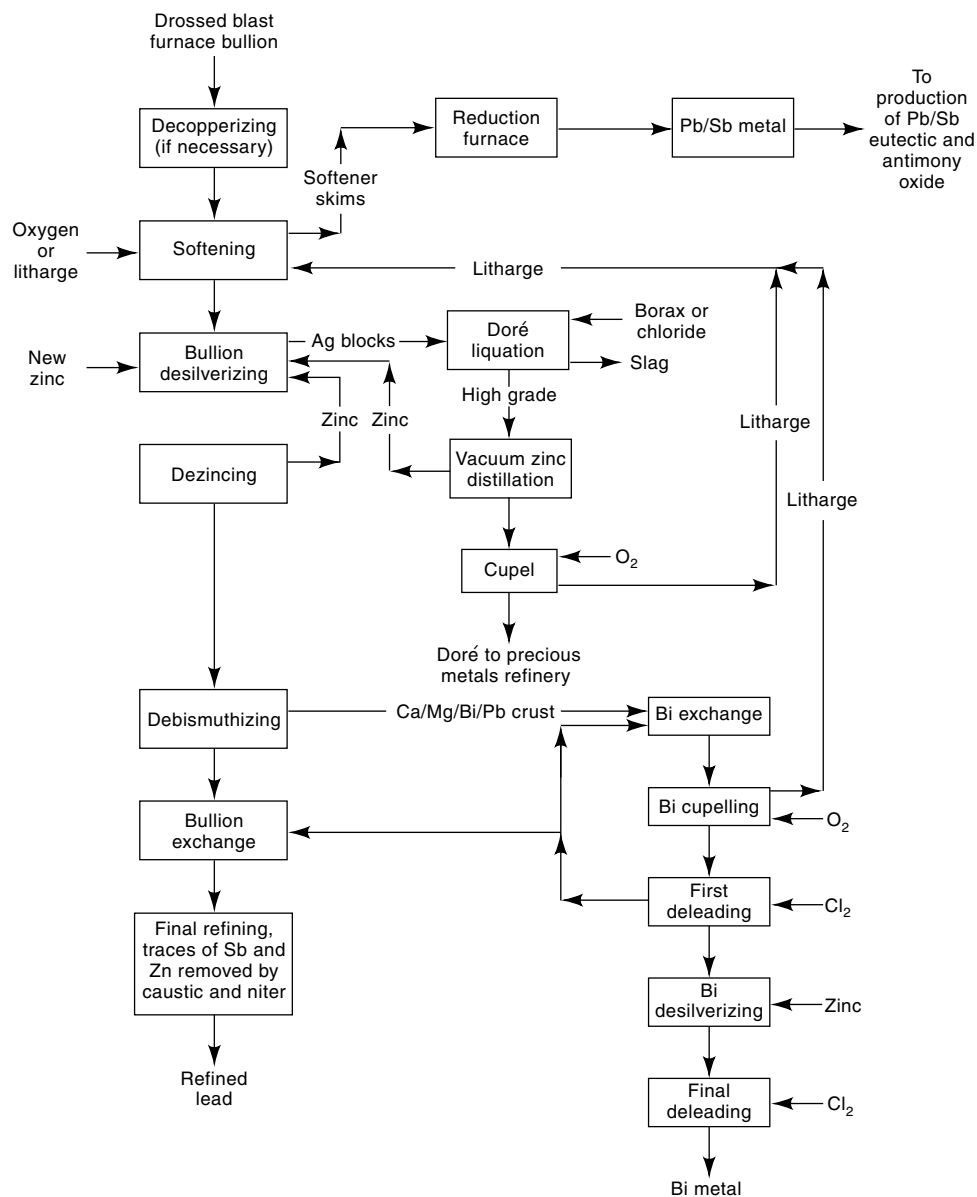 Drossed blast
furnace bullion
Decopperizing
(if necessary)
Reduction
furnace
Pb/Sb metal
To
production
of Pb/Sb
eutectic and
antimony
oxide
Softener
skims
Oxygen
or
litharge
Softening
Litharge
New
zinc
Bullion
desilverizing
Ag blocks
Doré
liquation
Borax or
chloride
Slag
High grade
Zinc
Zinc
Litharge
Dezincing
Vacuum zinc
distillation
Litharge
Cupel
O2
Doré to precious
metals refinery
Debismuthizing
Ca/Mg/Bi/Pb crust
Bi exchange
Bullion
exchange
Bi cupelling
O2
First
deleading
Cl2
Final refining,
traces of Sb and
Zn removed by
caustic and niter
Bi
desilverizing
Zinc
Refined
lead
Final
deleading
Cl2
Bi metal